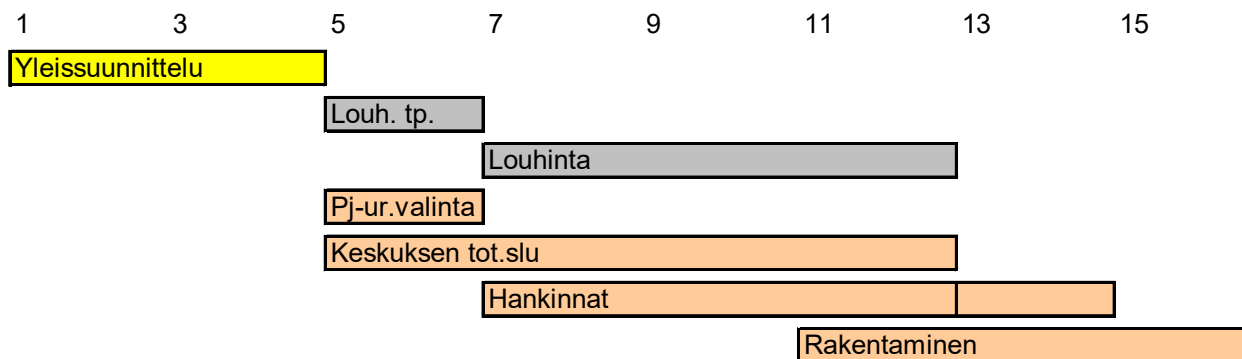 1 3 5 7 9 11 13 15
Yleissuunnittelu
Louh. tp.
Louhinta
Pj-ur.valinta
Keskuksen tot.slu
Hankinnat
Rakentaminen